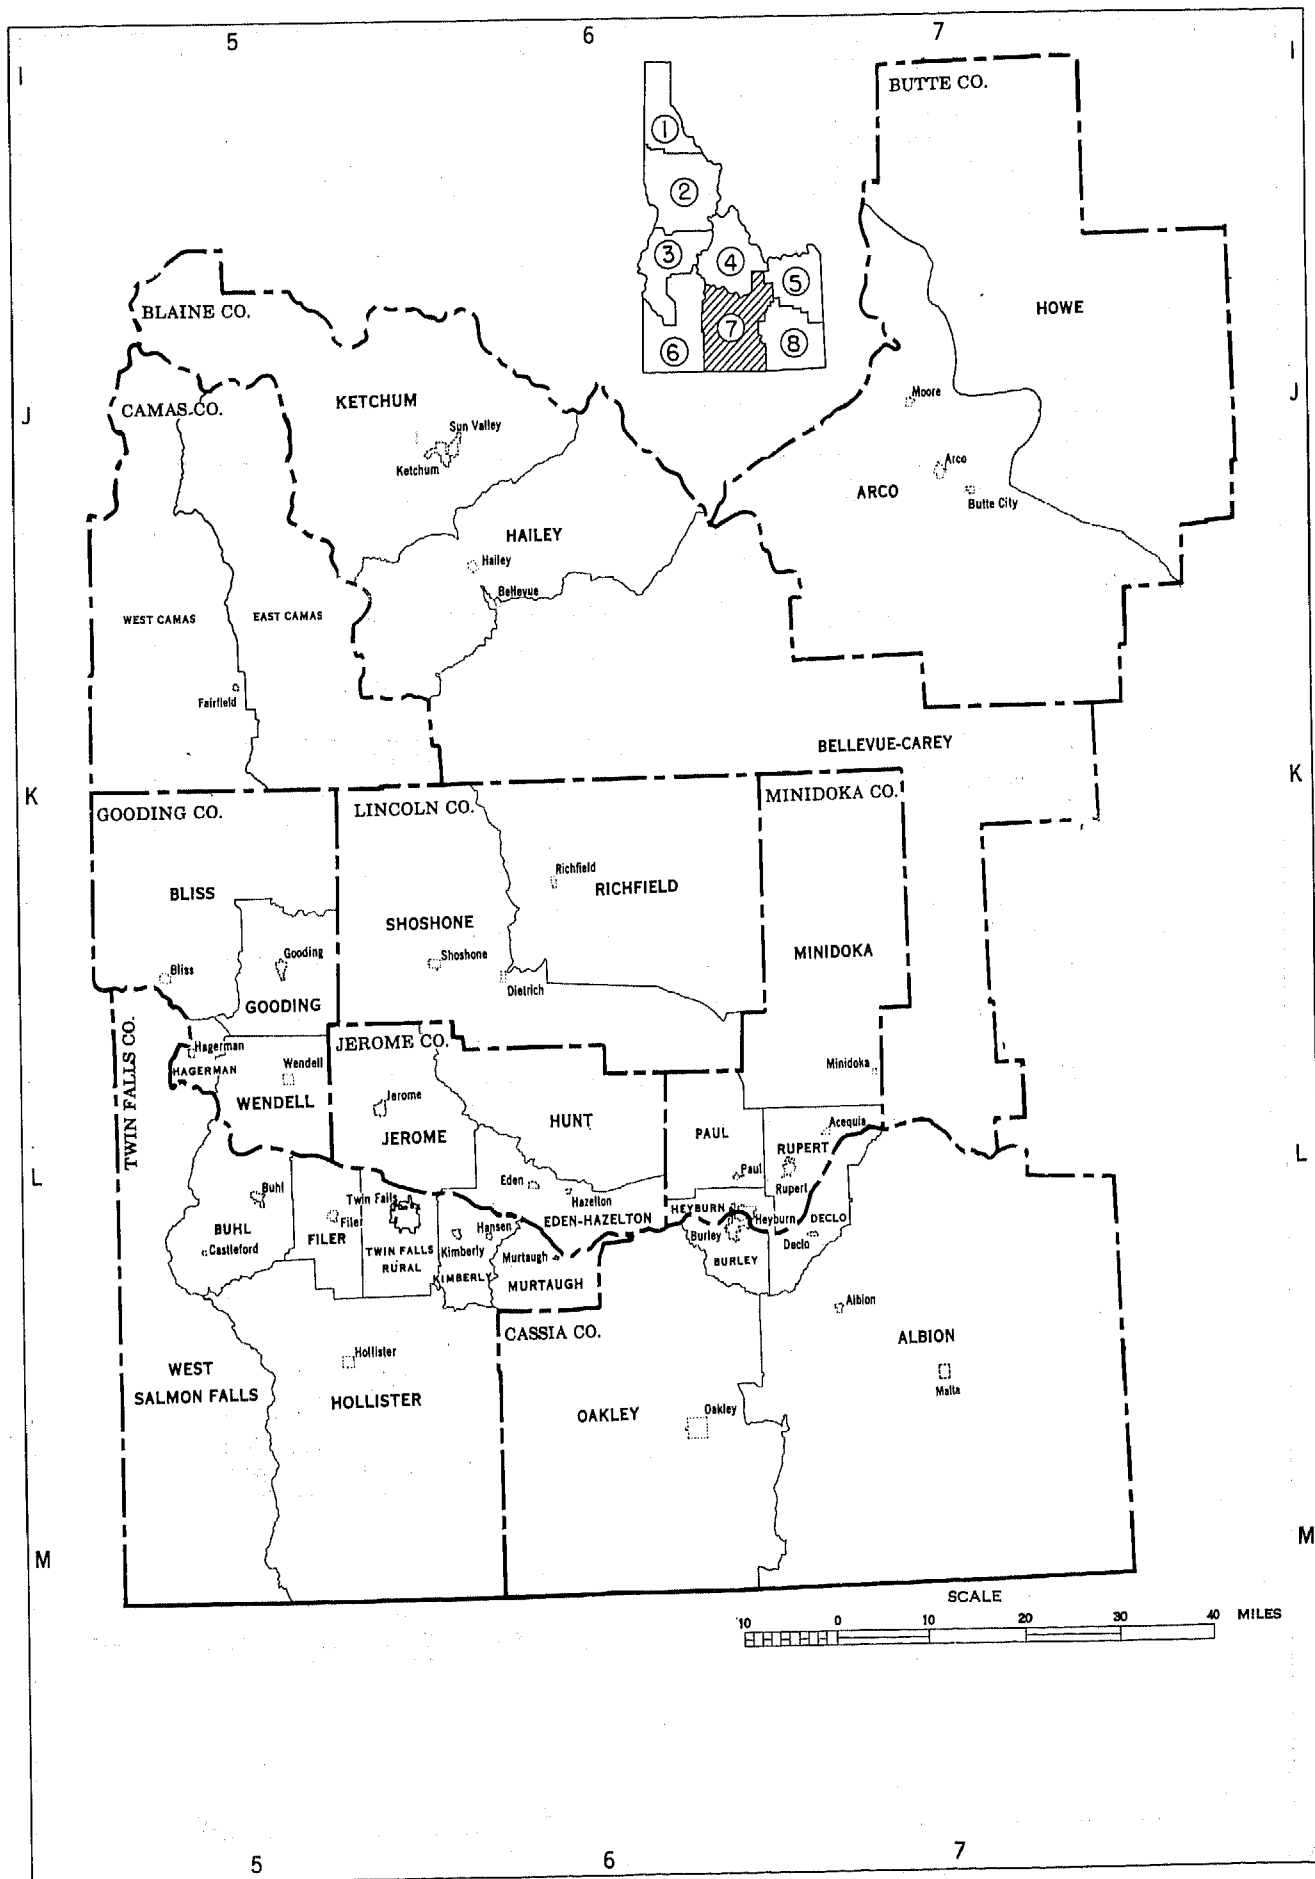 5
6
7
I
I
BUTTE CO.
1
2
3
4
5
6
7
8
HOWE
BLAINE CO.
CAMAS CO.
KETCHUM
Sun Valley
Ketchum
J
J
Moore
Arco
ARCO
Butte City
HAILEY
Hailey
Bellevue
WEST CAMAS
EAST CAMAS
Fairfield
BELLEVUE-CAREY
K
K
GOODING CO.
LINCOLN CO.
MINIDOKA CO.
BLISS
Richfield
RICHFIELD
SHOSHONE
Shoshone
MINIDOKA
Gooding
Bliss
GOODING
Dietrich
TWIN FALLS CO.
Hagerman
HAGERMAN
JEROME CO.
Wendell
WENDELL
Jerome
JEROME
HUNT
Minidoka
PAUL
Paul
Acequia
RUPERT
Rupert
L
L
Buhl
BUHL
Castleford
Filer
FILER
Twin Falls
TWIN FALLS
RURAL
Eden
Hazelton
EDEN-HAZELTON
Hansen
Kimberly
KIMBERLY
Murtaugh
MURTAUGH
HEYBURN
Heyburn
Burley
BURLEY
DECLO
Declo
CASSIA CO.
Albion
ALBION
Malta
WEST
SALMON FALLS
Hollister
HOLLISTER
OAKLEY
Oakley
M
M
SCALE
10 0 10 20 30 40 MILES
5
6
7